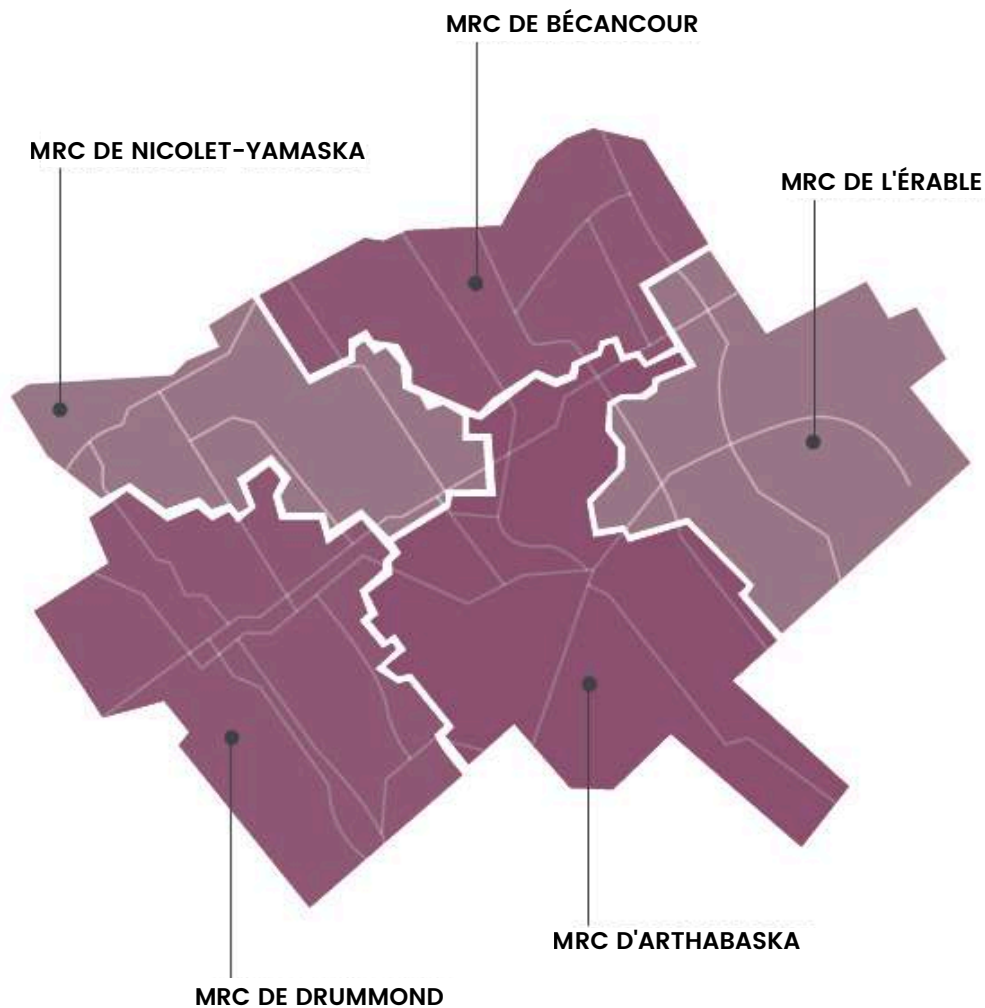 MRC DE BÉCANCOUR
MRC DE NICOLET-YAMASKA
MRC DE L'ÉRABLE
MRC D'ARTHABASKA
MRC DE DRUMMOND